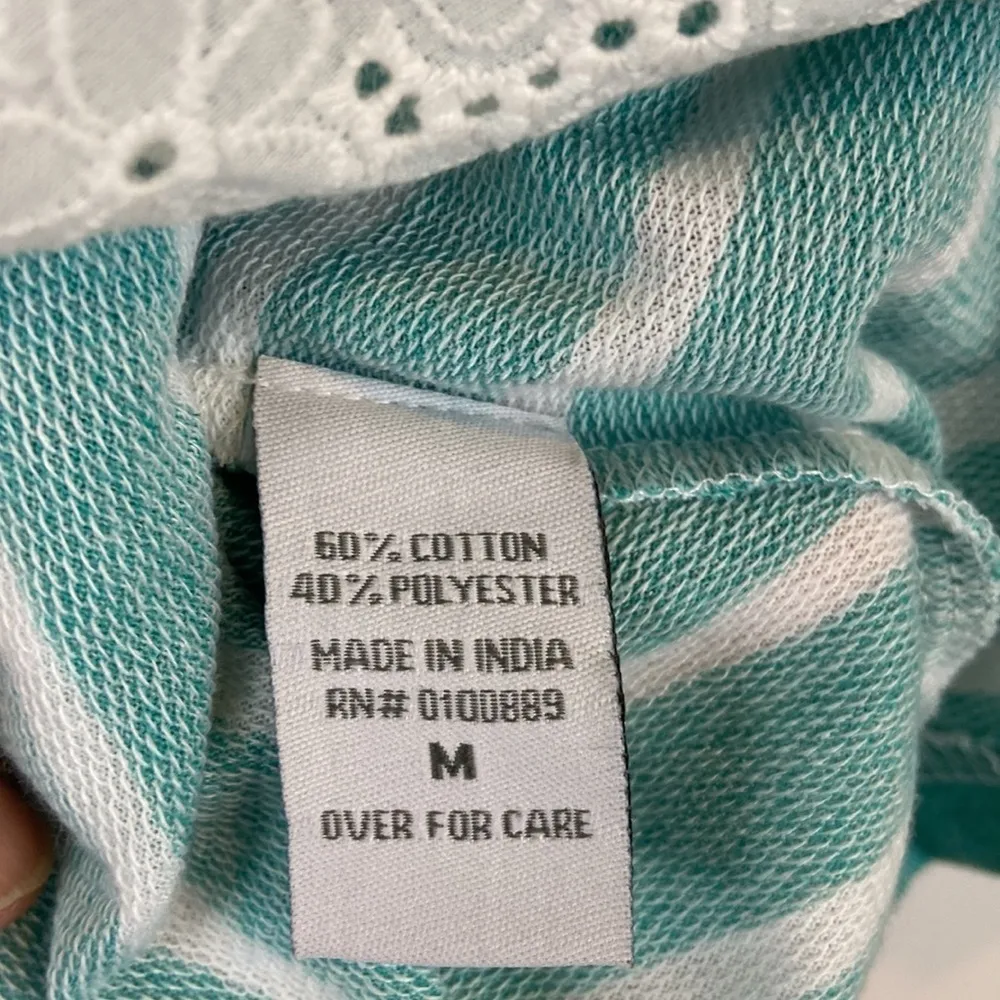 60% COTTON
40% POLYESTER
MADE IN INDIA
RN# 0100889
M
OVER FOR CARE